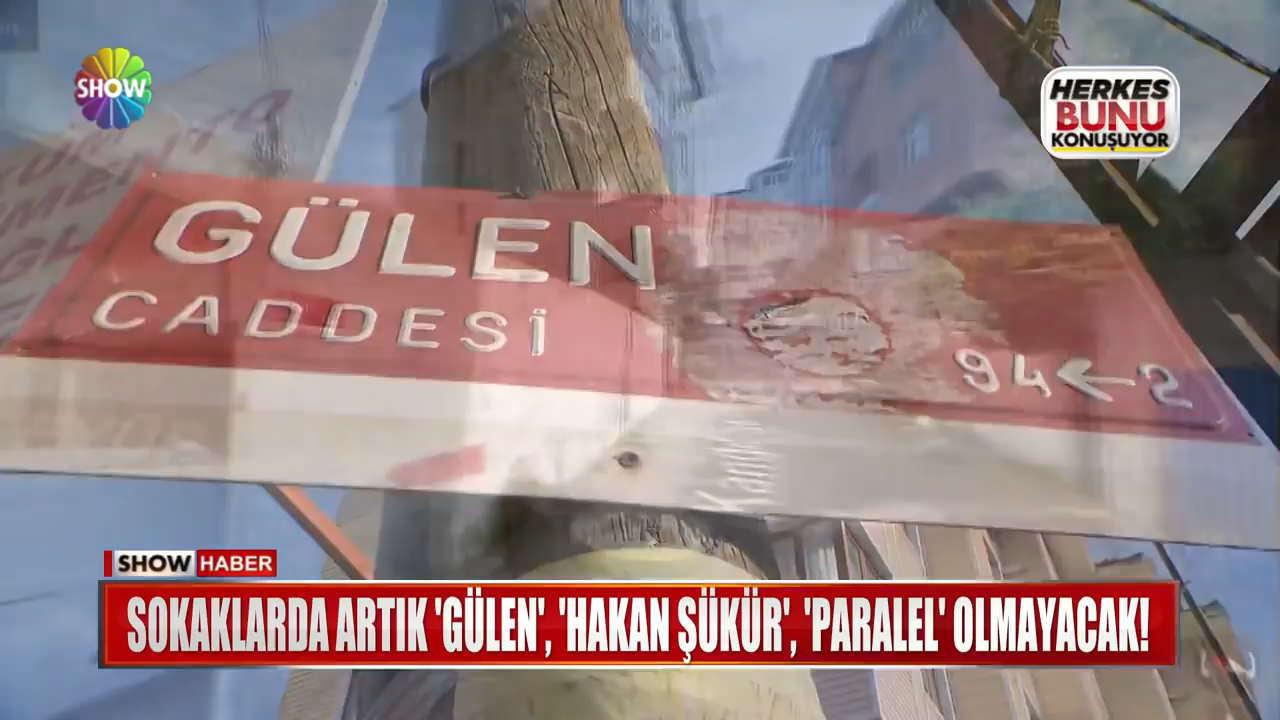 SHOW
HERKES
BUNU
KONUŞUYOR
GÜLEN
CADDESİ
94←2
SHOW HABER
SOKAKLARDA ARTIK 'GÜLEN', 'HAKAN ŞÜKÜR', 'PARALEL' OLMAYACAK!